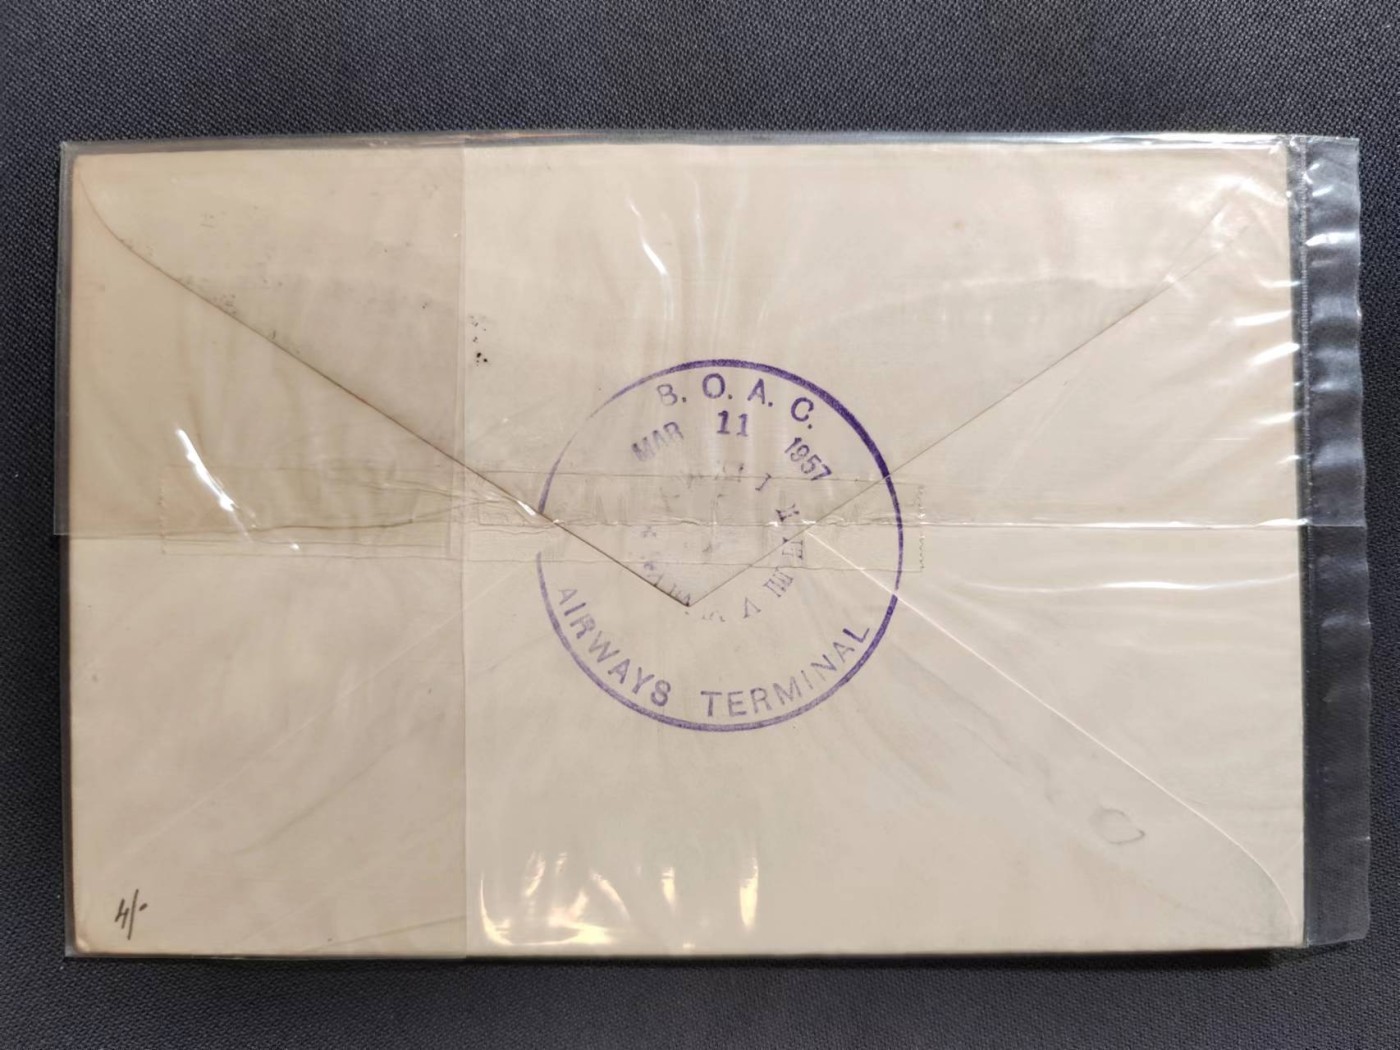 B. O. A. C.
MAR 11 1957
AIRWAYS TERMINAL
4/-